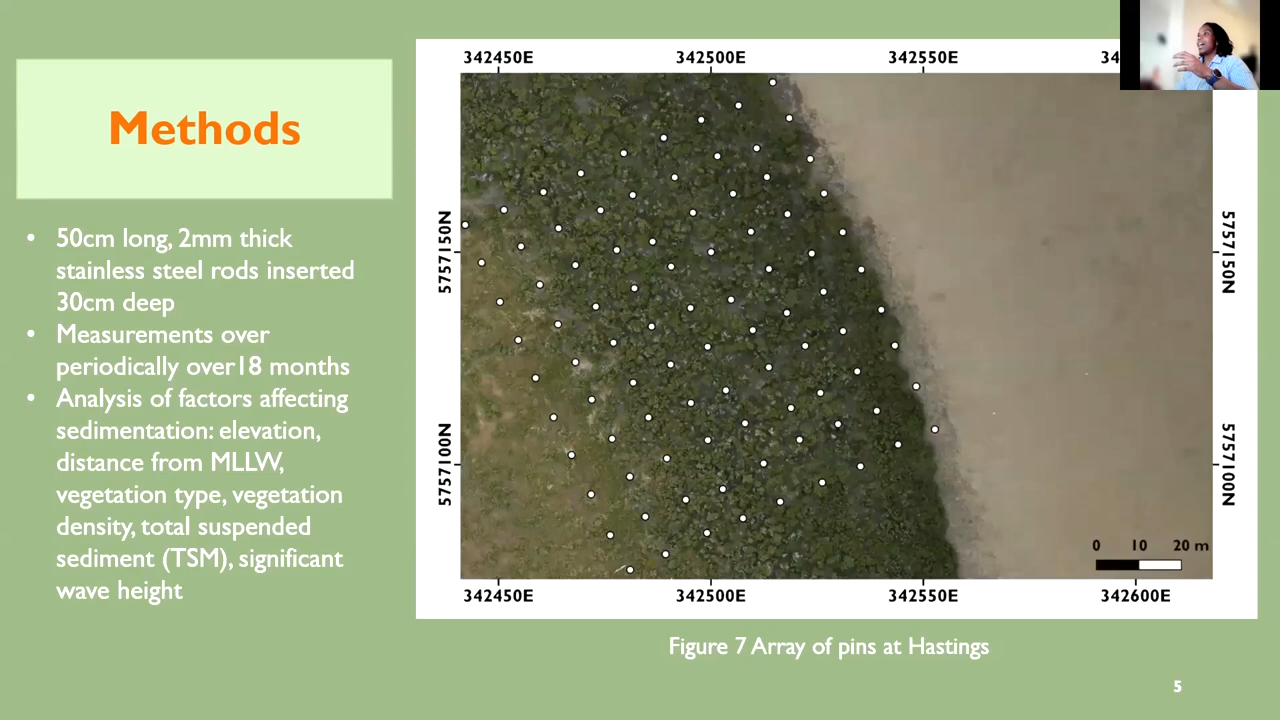 Methods
• 50cm long, 2mm thick
stainless steel rods inserted
30cm deep
• Measurements over
periodically over18 months
• Analysis of factors affecting
sedimentation: elevation,
distance from MLLW,
vegetation type, vegetation
density, total suspended
sediment (TSM), significant
wave height
342450E 342500E 342550E 34
5757150N 5757150N
5757100N 5757100N
0 10 20 m
342450E 342500E 342550E 342600E
Figure 7 Array of pins at Hastings
5